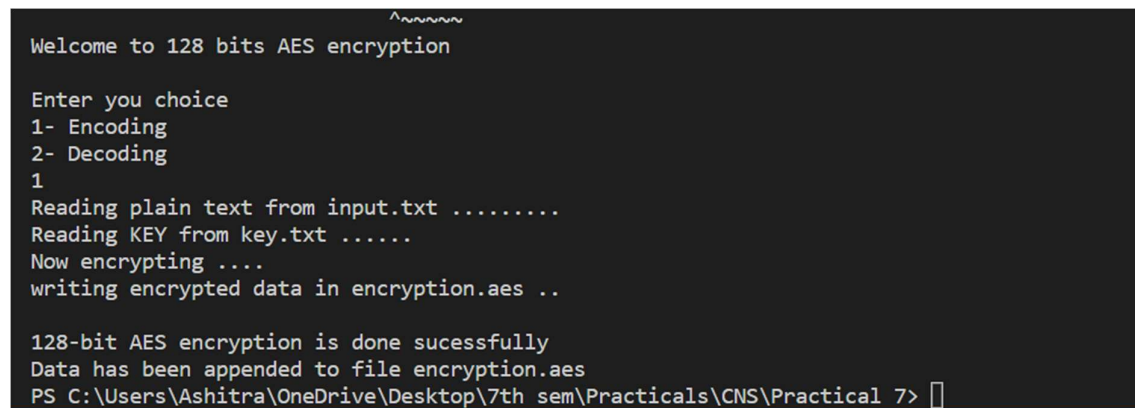 ^~~~~~
Welcome to 128 bits AES encryption
Enter you choice
1- Encoding
2- Decoding
1
Reading plain text from input.txt .........
Reading KEY from key.txt ......
Now encrypting ....
writing encrypted data in encryption.aes ..
128-bit AES encryption is done sucessfully
Data has been appended to file encryption.aes
PS C:\Users\Ashitra\OneDrive\Desktop\7th sem\Practicals\CNS\Practical 7>